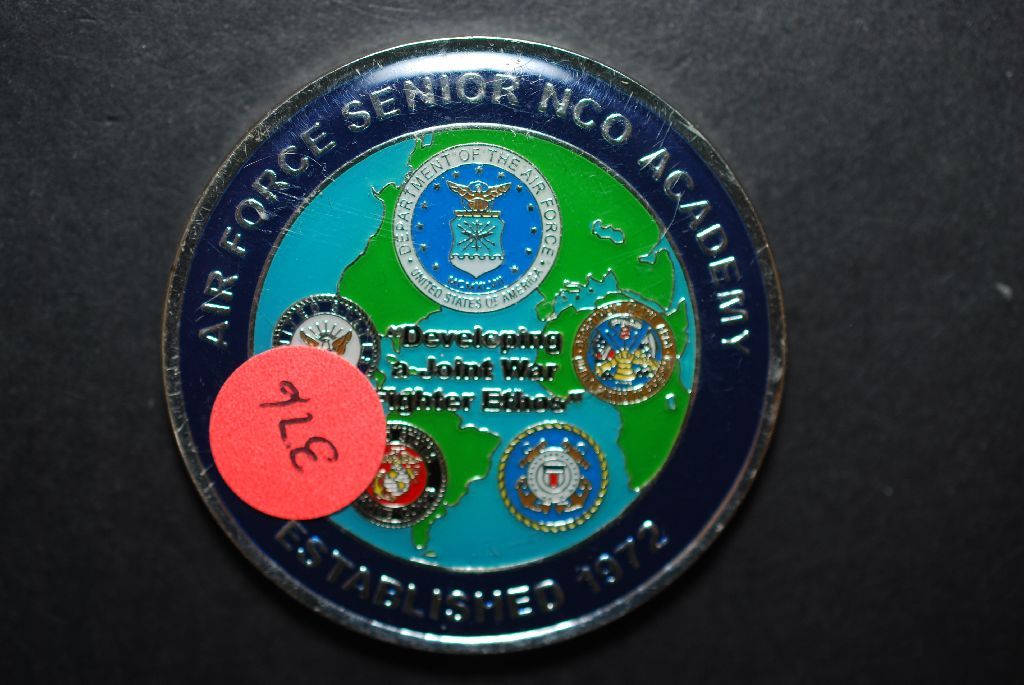 AIR FORCE SENIOR NCO ACADEMY
DEPARTMENT OF THE AIR FORCE
UNITED STATES OF AMERICA
"Developing
a Joint War
Fighter Ethos"
376
ESTABLISHED 1972